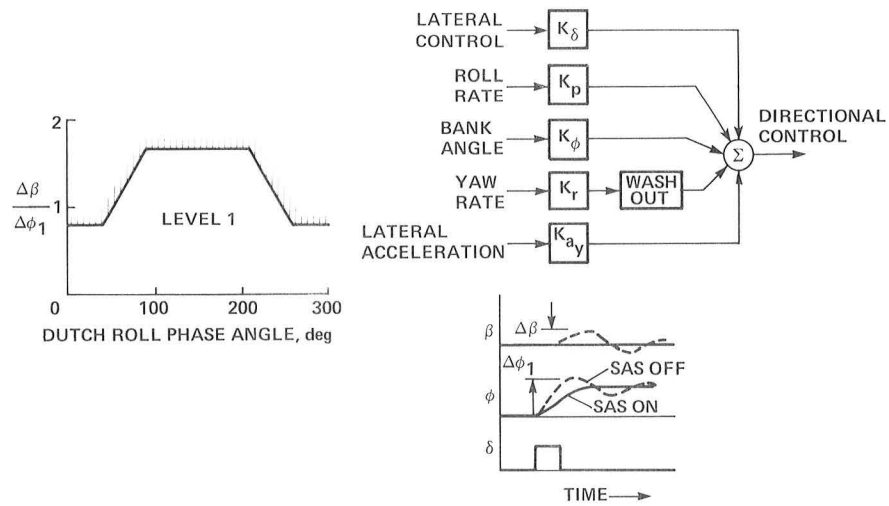 2
Δβ
Δφ1
1
LEVEL 1
0
100
200
300
DUTCH ROLL PHASE ANGLE, deg
LATERAL
CONTROL
Kδ
ROLL
RATE
Kp
BANK
ANGLE
Kφ
YAW
RATE
Kr
WASH
OUT
LATERAL
ACCELERATION
Kay
Σ
DIRECTIONAL
CONTROL
β
Δβ
Δφ1
φ
SAS OFF
SAS ON
δ
TIME